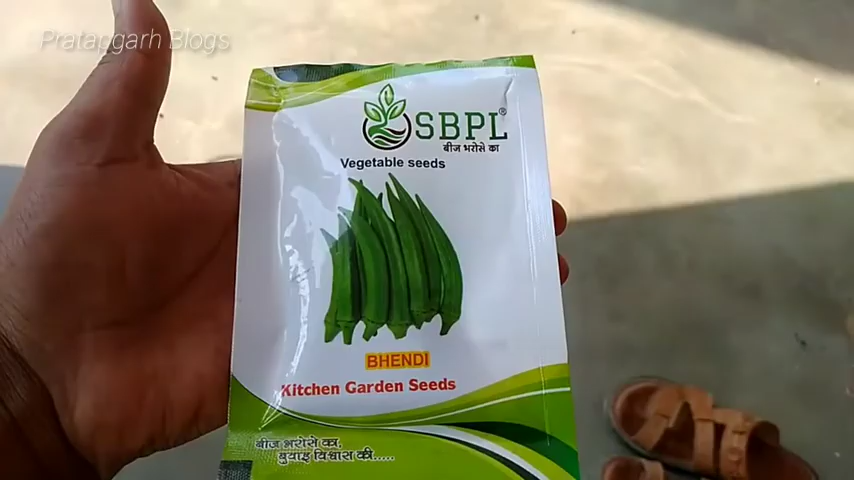 Pratapgarh Blogs
SBPL®
बीज भरोसे का
Vegetable seeds
BHENDI
Kitchen Garden Seeds
बीज भरोसे का,
बुवाई विश्वास की.....